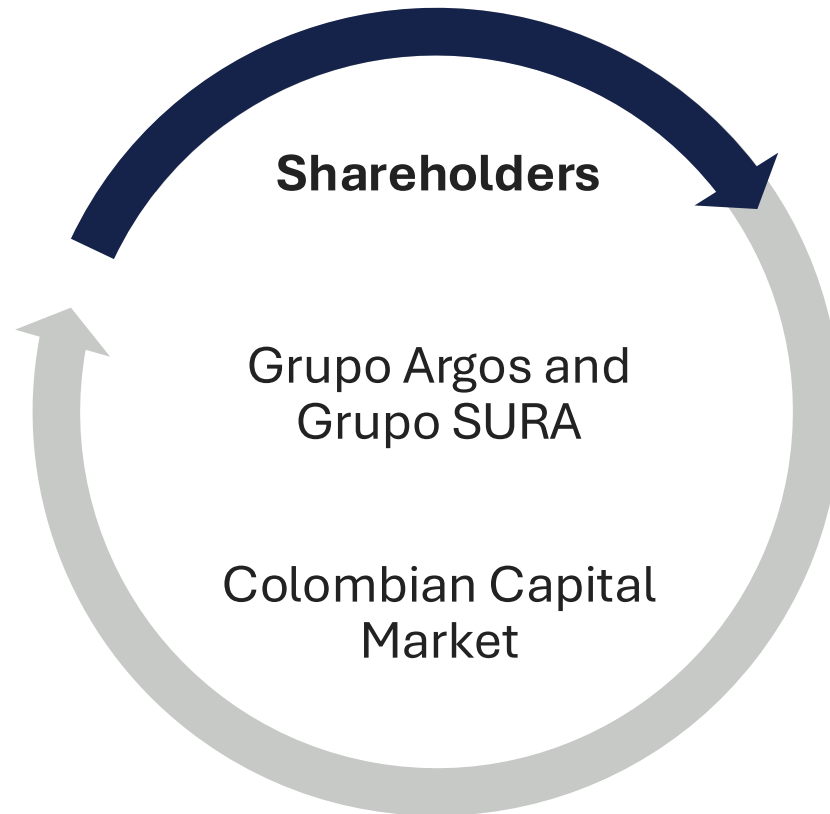 Shareholders
Grupo Argos and
Grupo SURA
Colombian Capital
Market